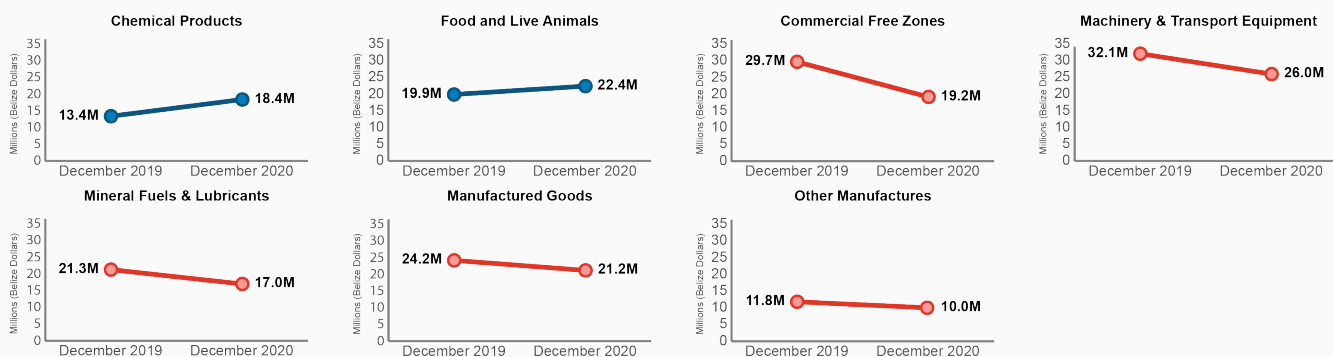 Chemical Products
Millions (Belize Dollars)
35
30
25
20
15
10
5
0
13.4M
18.4M
December 2019
December 2020
Food and Live Animals
Millions (Belize Dollars)
35
30
25
20
15
10
5
0
19.9M
22.4M
December 2019
December 2020
Commercial Free Zones
Millions (Belize Dollars)
35
30
25
20
15
10
5
0
29.7M
19.2M
December 2019
December 2020
Machinery & Transport Equipment
Millions (Belize Dollars)
35
30
25
20
15
10
5
0
32.1M
26.0M
December 2019
December 2020
Mineral Fuels & Lubricants
Millions (Belize Dollars)
35
30
25
20
15
10
5
0
21.3M
17.0M
December 2019
December 2020
Manufactured Goods
Millions (Belize Dollars)
35
30
25
20
15
10
5
0
24.2M
21.2M
December 2019
December 2020
Other Manufactures
Millions (Belize Dollars)
35
30
25
20
15
10
5
0
11.8M
10.0M
December 2019
December 2020